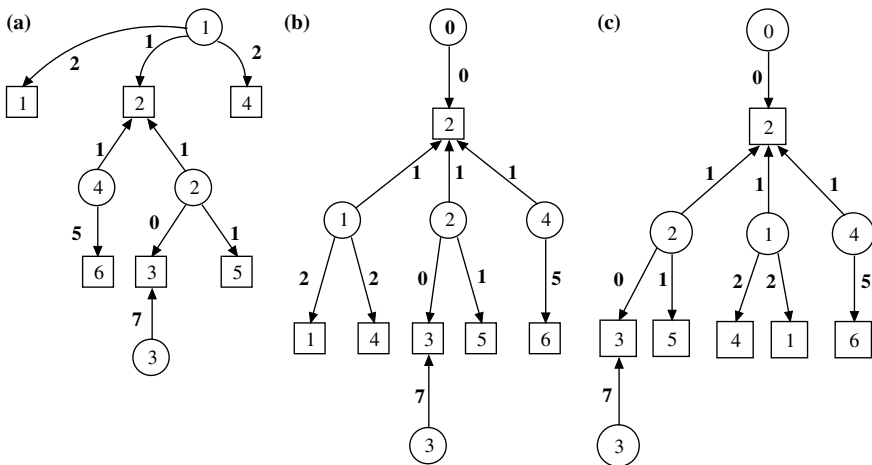 (a) 1 (b) 0 (c) 0
2 1 2 0 0
1 2 4 2 2
1 1 1 1 1 1 1 1
4 2 1 2 4 2 1 4
5 0 1 2 2 0 1 5 0 1 2 2 5
6 3 5 1 4 3 5 6 3 5 4 1 6
7 7 7
3 3 3